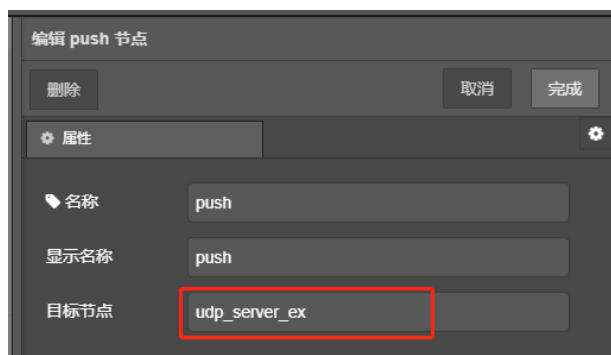 编辑 push 节点
删除 取消 完成
属性
名称 push
显示名称 push
目标节点 udp_server_ex